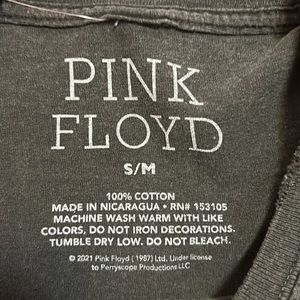 PINK
FLOYD
S/M
100% COTTON
MADE IN NICARAGUA • RN# 153105
MACHINE WASH WARM WITH LIKE
COLORS, DO NOT IRON DECORATIONS.
TUMBLE DRY LOW. DO NOT BLEACH.
© 2021 Pink Floyd (1987) Ltd. Under license
to Perryscope Productions LLC